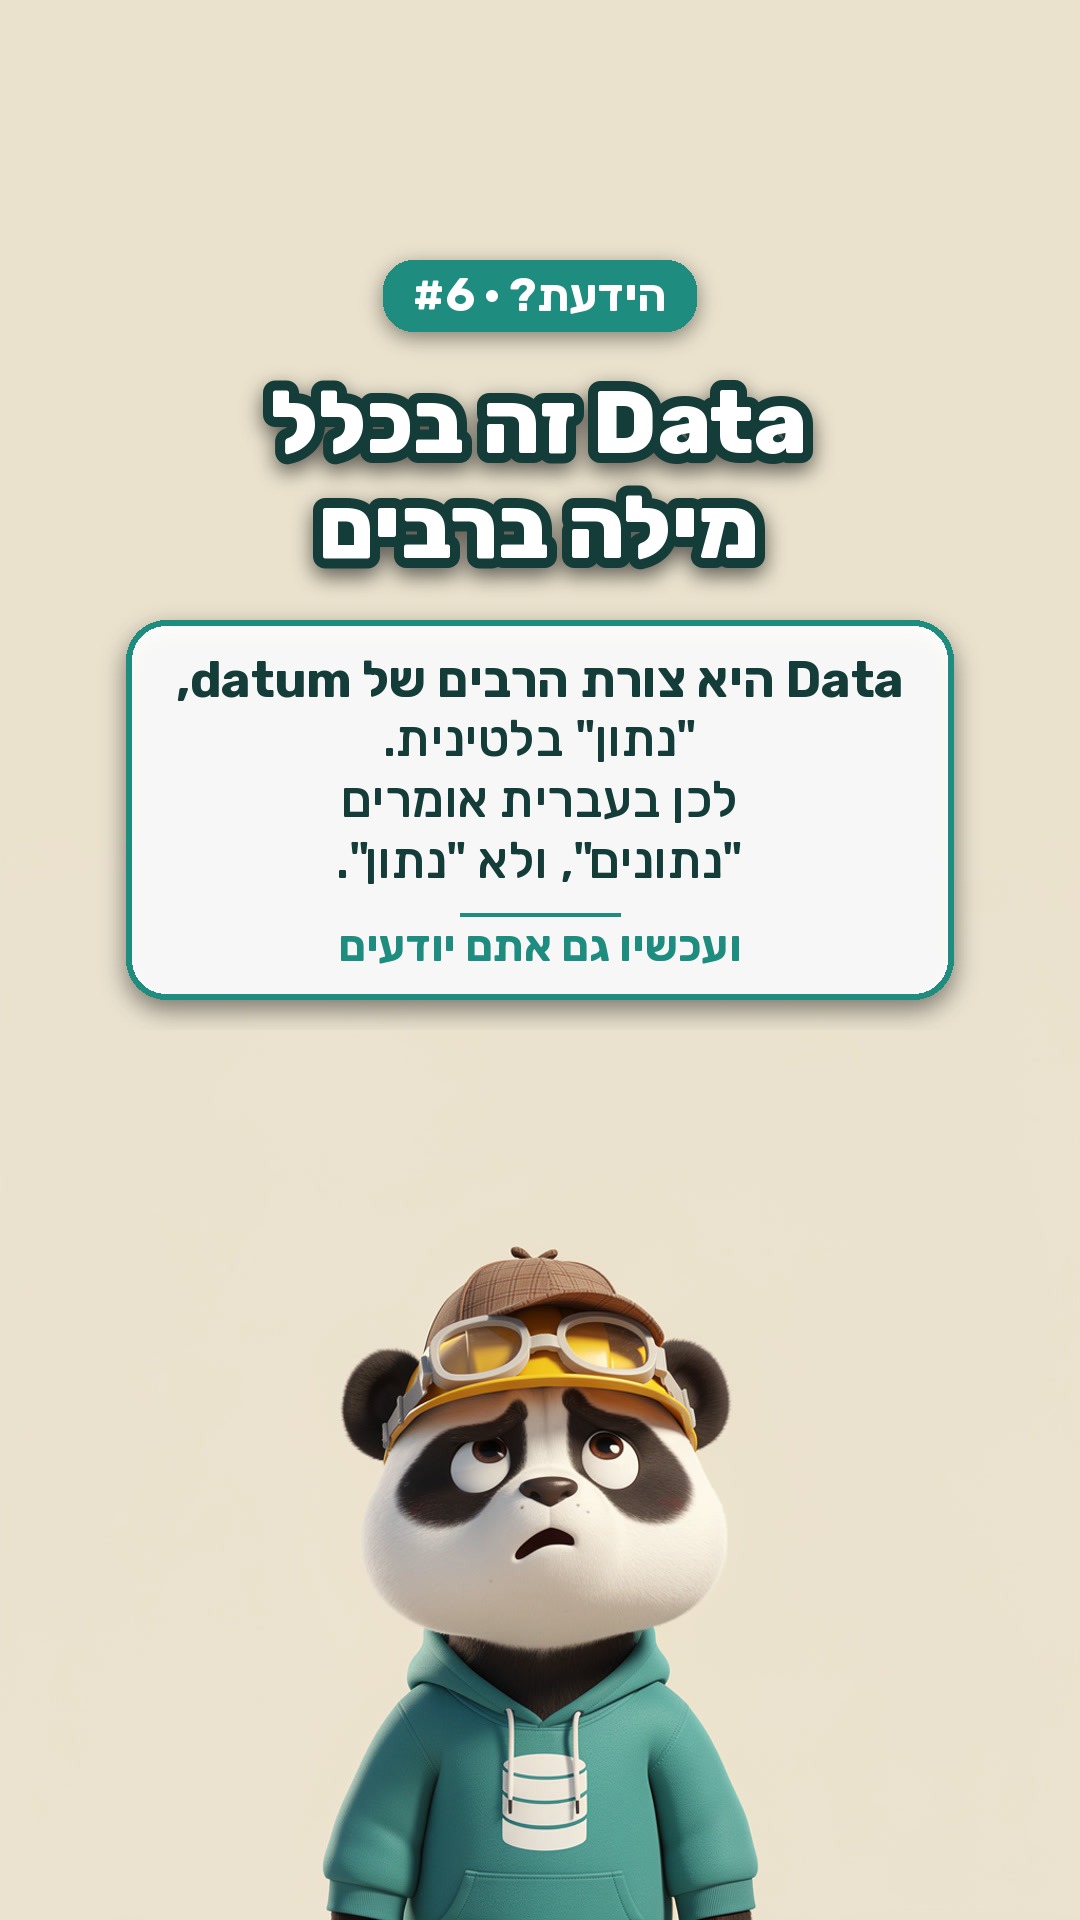 הידעת? • #6
Data זה בכלל
מילה ברבים
Data היא צורת הרבים של datum,
"נתון" בלטינית.
לכן בעברית אומרים
"נתונים", ולא "נתון".
ועכשיו גם אתם יודעים